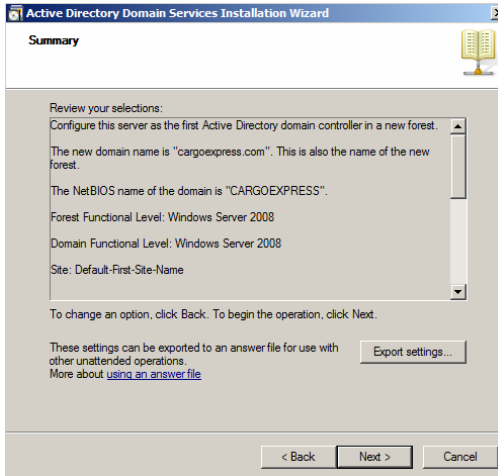 Active Directory Domain Services Installation Wizard
Summary
Review your selections:
Configure this server as the first Active Directory domain controller in a new forest.
The new domain name is "cargoexpress.com". This is also the name of the new
forest.
The NetBIOS name of the domain is "CARGOEXPRESS".
Forest Functional Level: Windows Server 2008
Domain Functional Level: Windows Server 2008
Site: Default-First-Site-Name
To change an option, click Back. To begin the operation, click Next.
These settings can be exported to an answer file for use with
other unattended operations.
More about using an answer file
Export settings...
< Back
Next >
Cancel